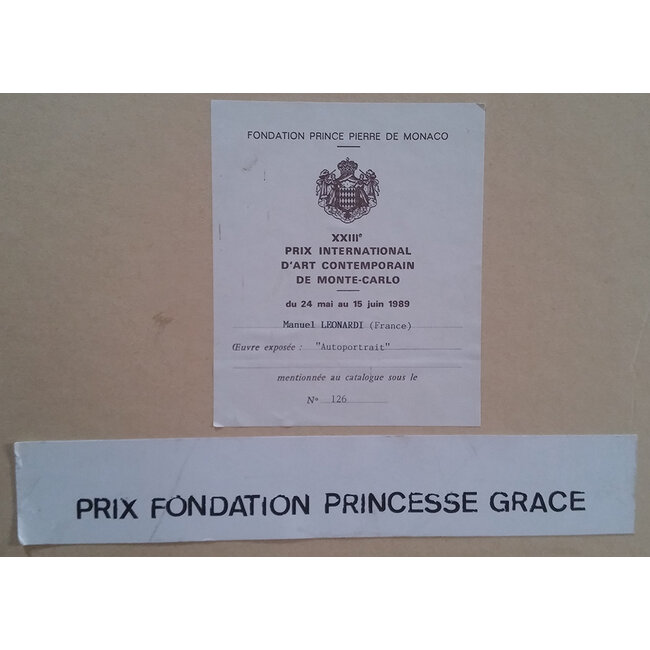 FONDATION PRINCE PIERRE DE MONACO
XXIIIe
PRIX INTERNATIONAL
D'ART CONTEMPORAIN
DE MONTE-CARLO
du 24 mai au 15 juin 1989
Manuel LEONARDI (France)
Œuvre exposée : "Autoportrait"
mentionnée au catalogue sous le
No 126
PRIX FONDATION PRINCESSE GRACE